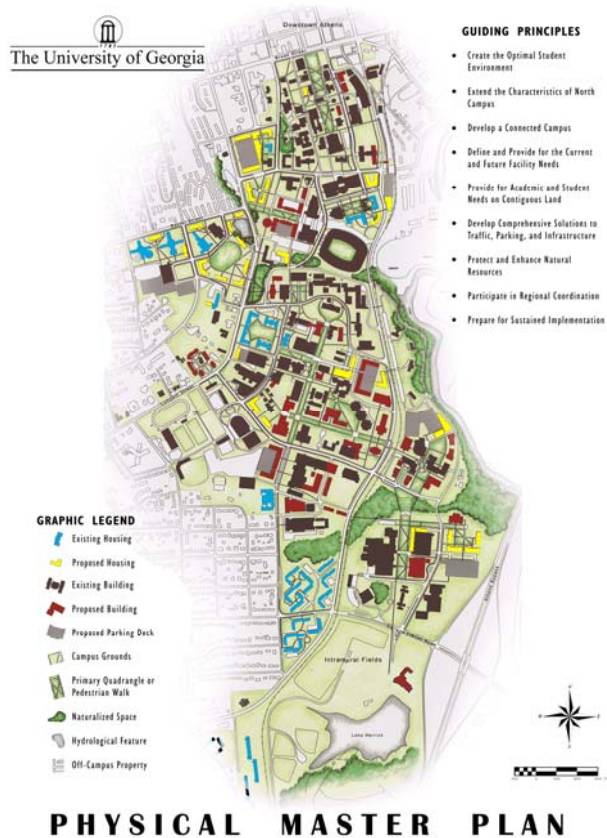 Downtown Athens
The University of Georgia
GUIDING PRINCIPLES
• Create the Optimal Student
Environment
• Extend the Characteristics of North
Campus
• Develop a Connected Campus
• Define and Provide for the Current
and Future Facility Needs
• Provide for Academic and Student
Needs on Contiguous Land
• Develop Comprehensive Solutions to
Traffic, Parking, and Infrastructure
• Protect and Enhance Natural
Resources
• Participate in Regional Coordination
• Prepare for Sustained Implementation
GRAPHIC LEGEND
Existing Housing
Proposed Housing
Existing Building
Proposed Building
Proposed Parking Deck
Campus Grounds
Primary Quadrangle or
Pedestrian Walk
Naturalized Space
Hydrological Feature
Off-Campus Property
Intramural Fields
Lake Herrick
PHYSICAL MASTER PLAN